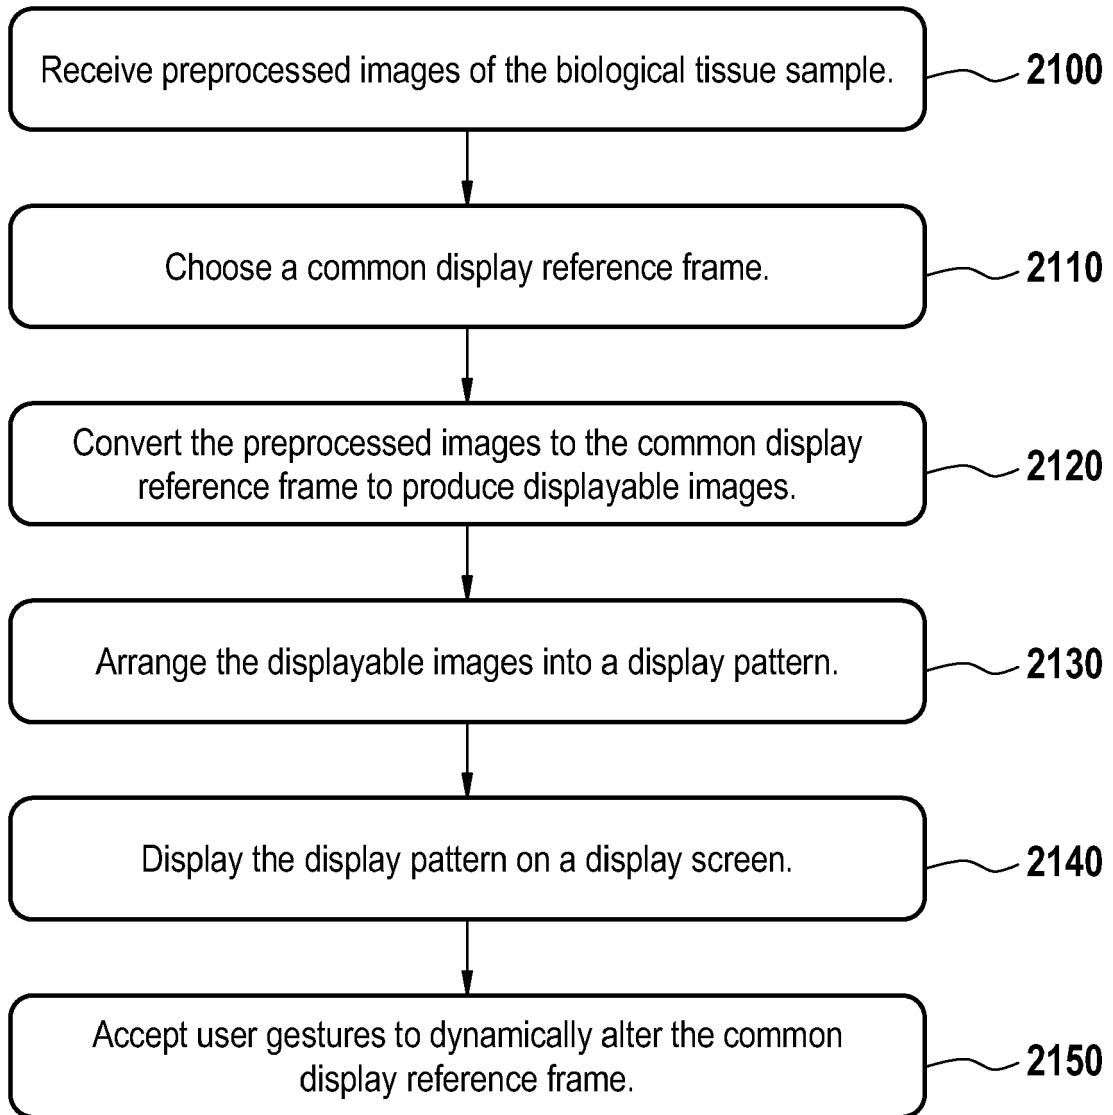 Receive preprocessed images of the biological tissue sample.
2100
Choose a common display reference frame.
2110
Convert the preprocessed images to the common display
reference frame to produce displayable images.
2120
Arrange the displayable images into a display pattern.
2130
Display the display pattern on a display screen.
2140
Accept user gestures to dynamically alter the common
display reference frame.
2150